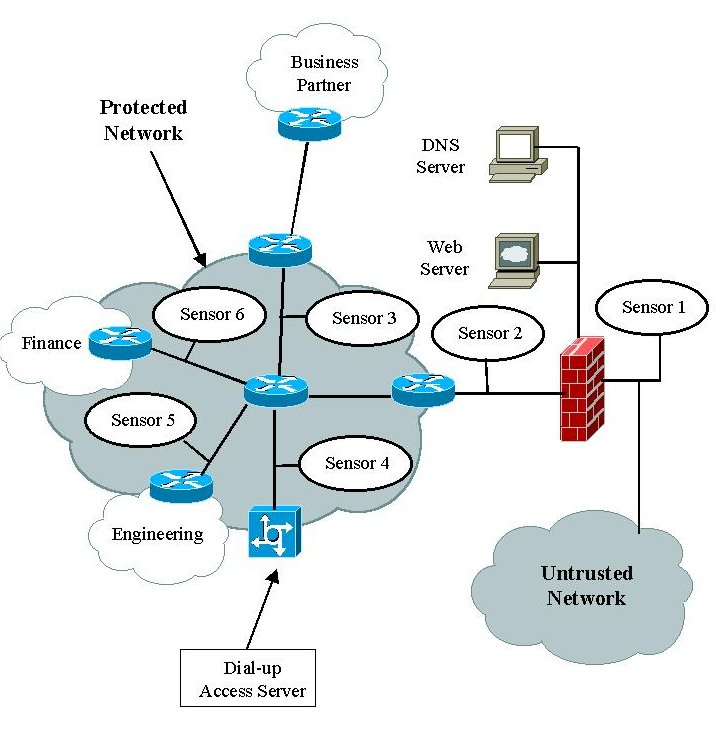 Business
Partner
Protected
Network
DNS
Server
Web
Server
Sensor 1
Sensor 6
Sensor 3
Sensor 2
Finance
Sensor 5
Sensor 4
Engineering
Untrusted
Network
Dial-up
Access Server